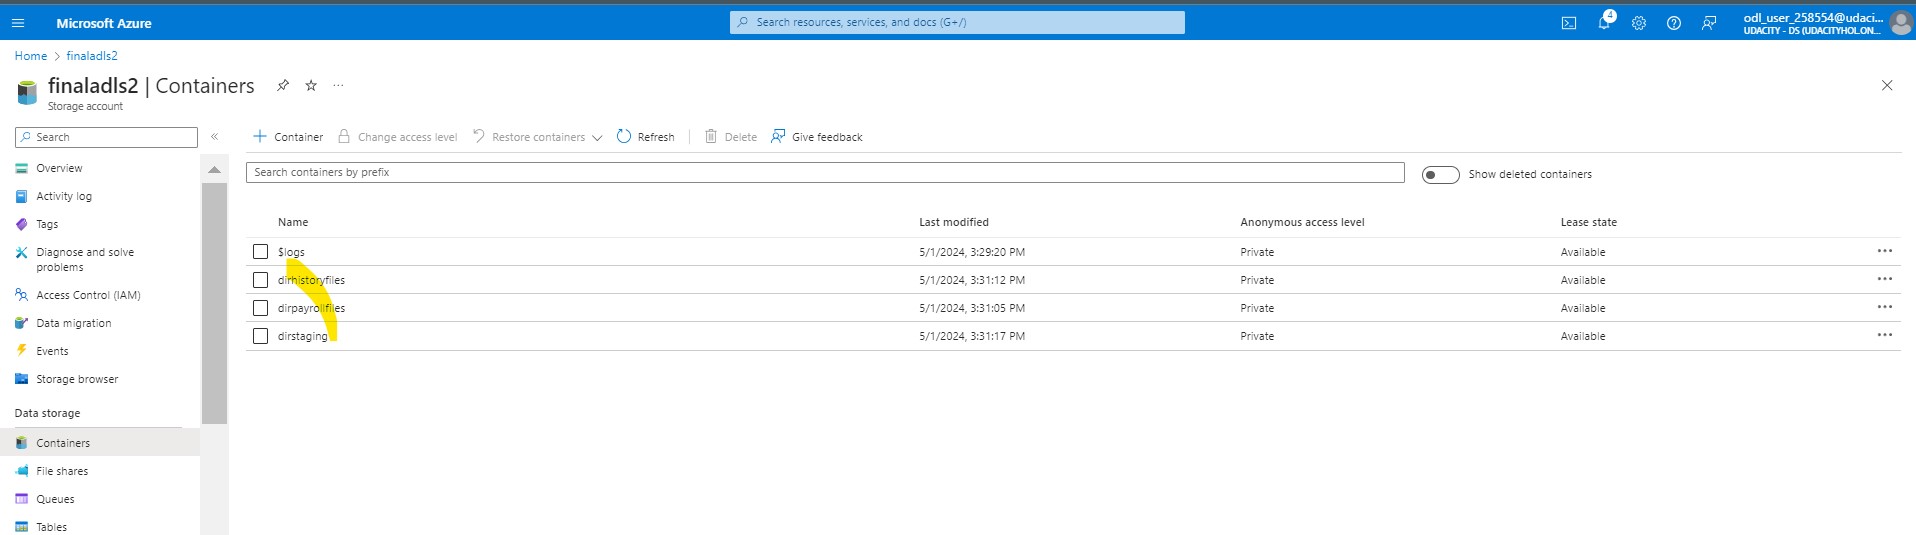 Microsoft Azure
Search resources, services, and docs (G+/)
4
odl_user_258554@udaci...
UDACITY - DS (UDACITYHOL.ON...
Home > finaladls2
finaladls2 | Containers
Storage account
Search
Container
Change access level
Restore containers
Refresh
Delete
Give feedback
Search containers by prefix
Show deleted containers
Overview
Activity log
Tags
Diagnose and solve
problems
Access Control (IAM)
Data migration
Events
Storage browser
Data storage
Containers
File shares
Queues
Tables
Name Last modified Anonymous access level Lease state
$logs 5/1/2024, 3:29:20 PM Private Available
dirhistoryfiles 5/1/2024, 3:31:12 PM Private Available
dirpayrollfiles 5/1/2024, 3:31:05 PM Private Available
dirstaging 5/1/2024, 3:31:17 PM Private Available